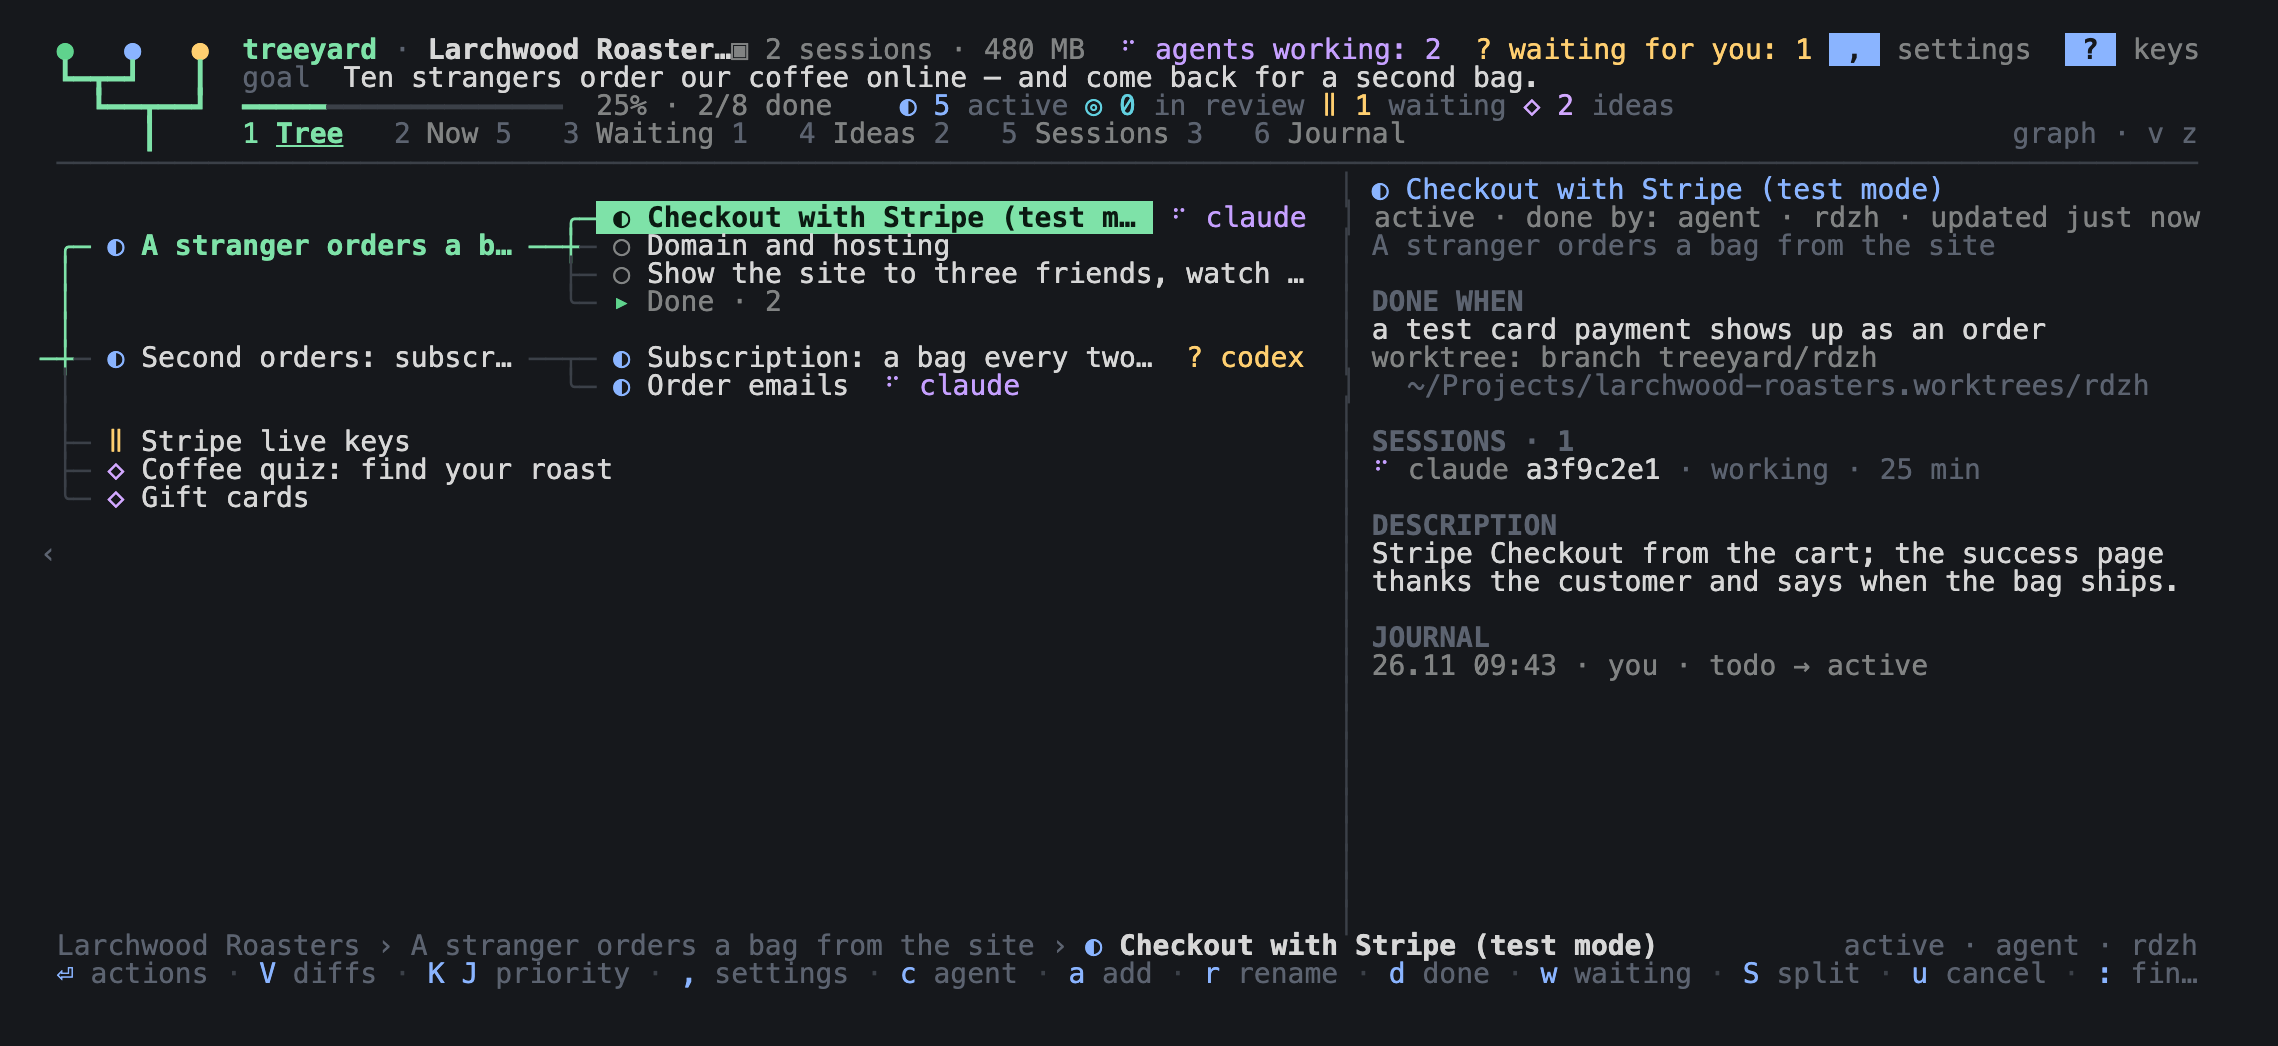 treeyard · Larchwood Roaster…▣ 2 sessions · 480 MB ⠋ agents working: 2 ? waiting for you: 1 , settings ? keys
goal Ten strangers order our coffee online — and come back for a second bag.
25% · 2/8 done ◐ 5 active ◎ 0 in review ‖ 1 waiting ◇ 2 ideas
1 Tree 2 Now 5 3 Waiting 1 4 Ideas 2 5 Sessions 3 6 Journal graph · v z
◐ Checkout with Stripe (test m… ⠋ claude
◐ A stranger orders a b…
○ Domain and hosting
○ Show the site to three friends, watch …
▸ Done · 2
◐ Second orders: subscr…
◐ Subscription: a bag every two… ? codex
◐ Order emails ⠋ claude
‖ Stripe live keys
◇ Coffee quiz: find your roast
◇ Gift cards
‹
◐ Checkout with Stripe (test mode)
active · done by: agent · rdzh · updated just now
A stranger orders a bag from the site
DONE WHEN
a test card payment shows up as an order
worktree: branch treeyard/rdzh
~/Projects/larchwood-roasters.worktrees/rdzh
SESSIONS · 1
⠋ claude a3f9c2e1 · working · 25 min
DESCRIPTION
Stripe Checkout from the cart; the success page
thanks the customer and says when the bag ships.
JOURNAL
26.11 09:43 · you · todo → active
Larchwood Roasters › A stranger orders a bag from the site › ◐ Checkout with Stripe (test mode) active · agent · rdzh
⏎ actions · V diffs · K J priority · , settings · c agent · a add · r rename · d done · w waiting · S split · u cancel · : fin…